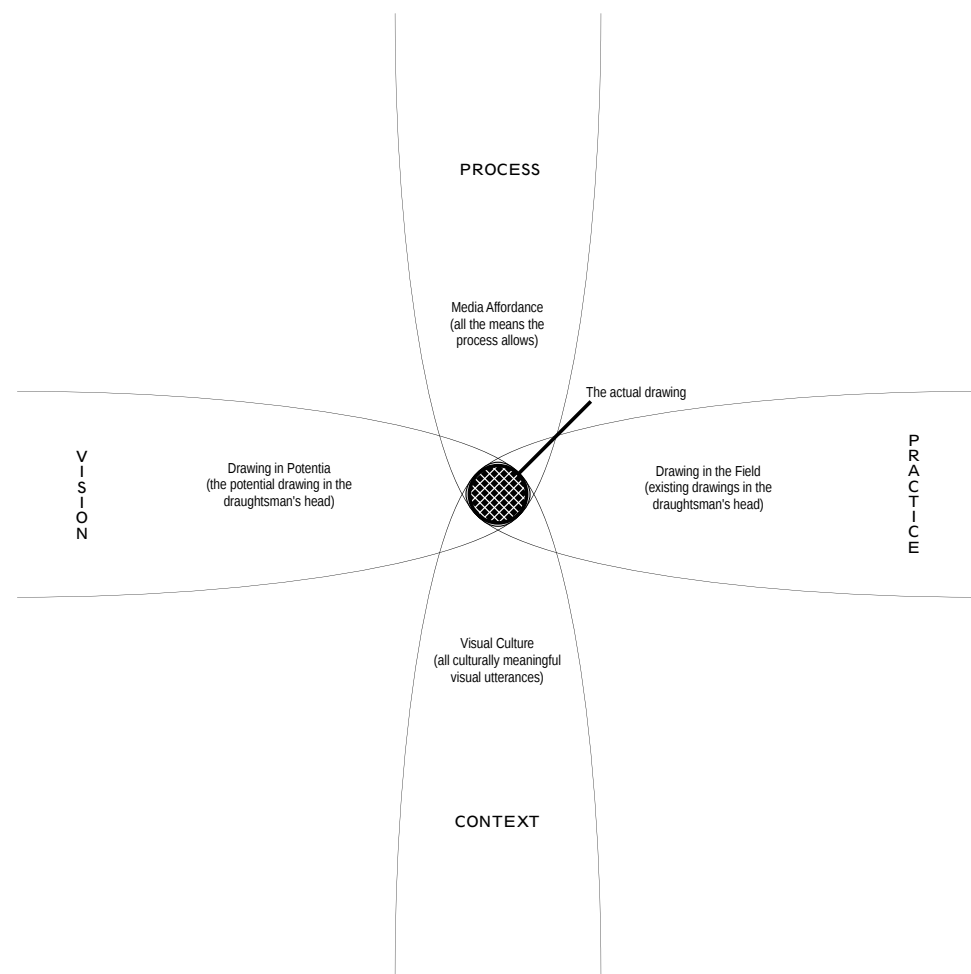 PROCESS
Media Affordance
(all the means the
process allows)
The actual drawing
VISION
Drawing in Potentia
(the potential drawing in the
draughtsman's head)
Drawing in the Field
(existing drawings in the
draughtsman's head)
PRACTICE
Visual Culture
(all culturally meaningful
visual utterances)
CONTEXT